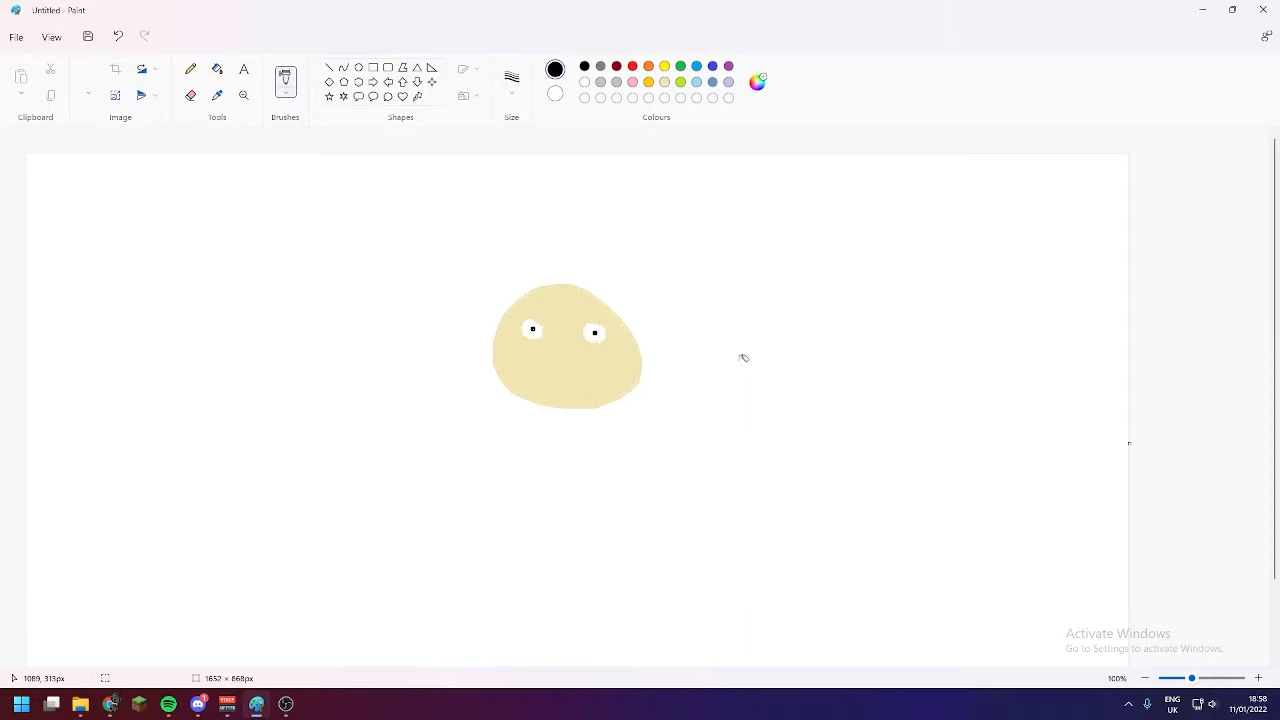 Untitled - Paint
File View
Clipboard Image Tools Brushes Shapes Size Colours
Activate Windows
Go to Settings to activate Windows.
1089, 313px 1652 × 868px 100%
ENG 18:58
UK 11/01/2022